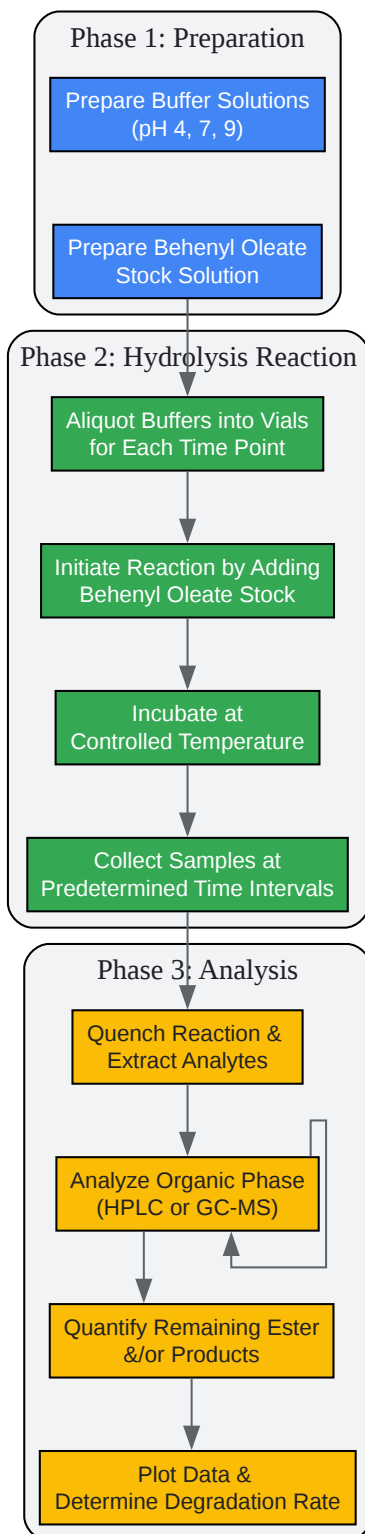 Phase 1: Preparation
Prepare Buffer Solutions
(pH 4, 7, 9)
Prepare Behenyl Oleate
Stock Solution
Phase 2: Hydrolysis Reaction
Aliquot Buffers into Vials
for Each Time Point
Initiate Reaction by Adding
Behenyl Oleate Stock
Incubate at
Controlled Temperature
Collect Samples at
Predetermined Time Intervals
Phase 3: Analysis
Quench Reaction &
Extract Analytes
Analyze Organic Phase
(HPLC or GC-MS)
Quantify Remaining Ester
&/or Products
Plot Data &
Determine Degradation Rate